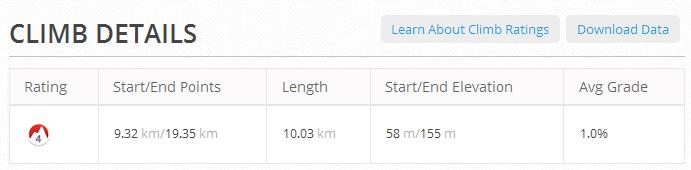 CLIMB DETAILS
Learn About Climb Ratings
Download Data
Rating Start/End Points Length Start/End Elevation Avg Grade
4 9.32 km/19.35 km 10.03 km 58 m/155 m 1.0%